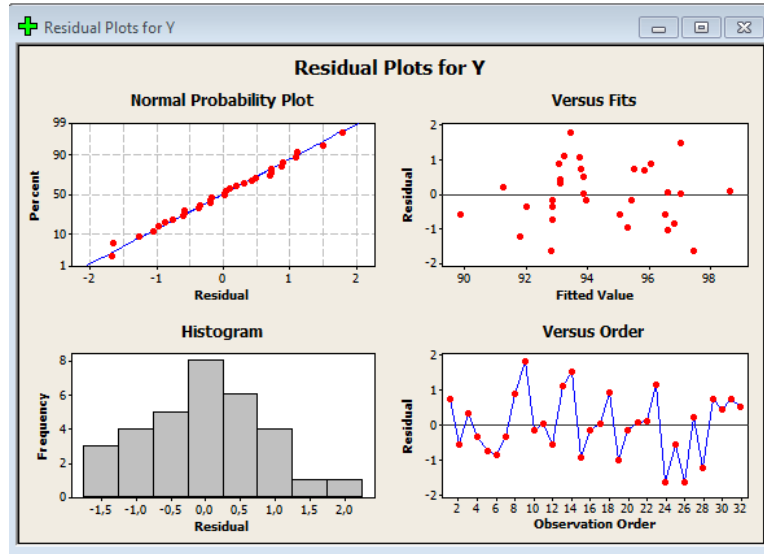 Residual Plots for Y
Residual Plots for Y
Normal Probability Plot
99
90
50
10
1
Percent
-2 -1 0 1 2
Residual
Versus Fits
2
1
0
-1
-2
Residual
90 92 94 96 98
Fitted Value
Histogram
8
6
4
2
0
Frequency
-1,5 -1,0 -0,5 0,0 0,5 1,0 1,5 2,0
Residual
Versus Order
2
1
0
-1
-2
Residual
2 4 6 8 10 12 14 16 18 20 22 24 26 28 30 32
Observation Order